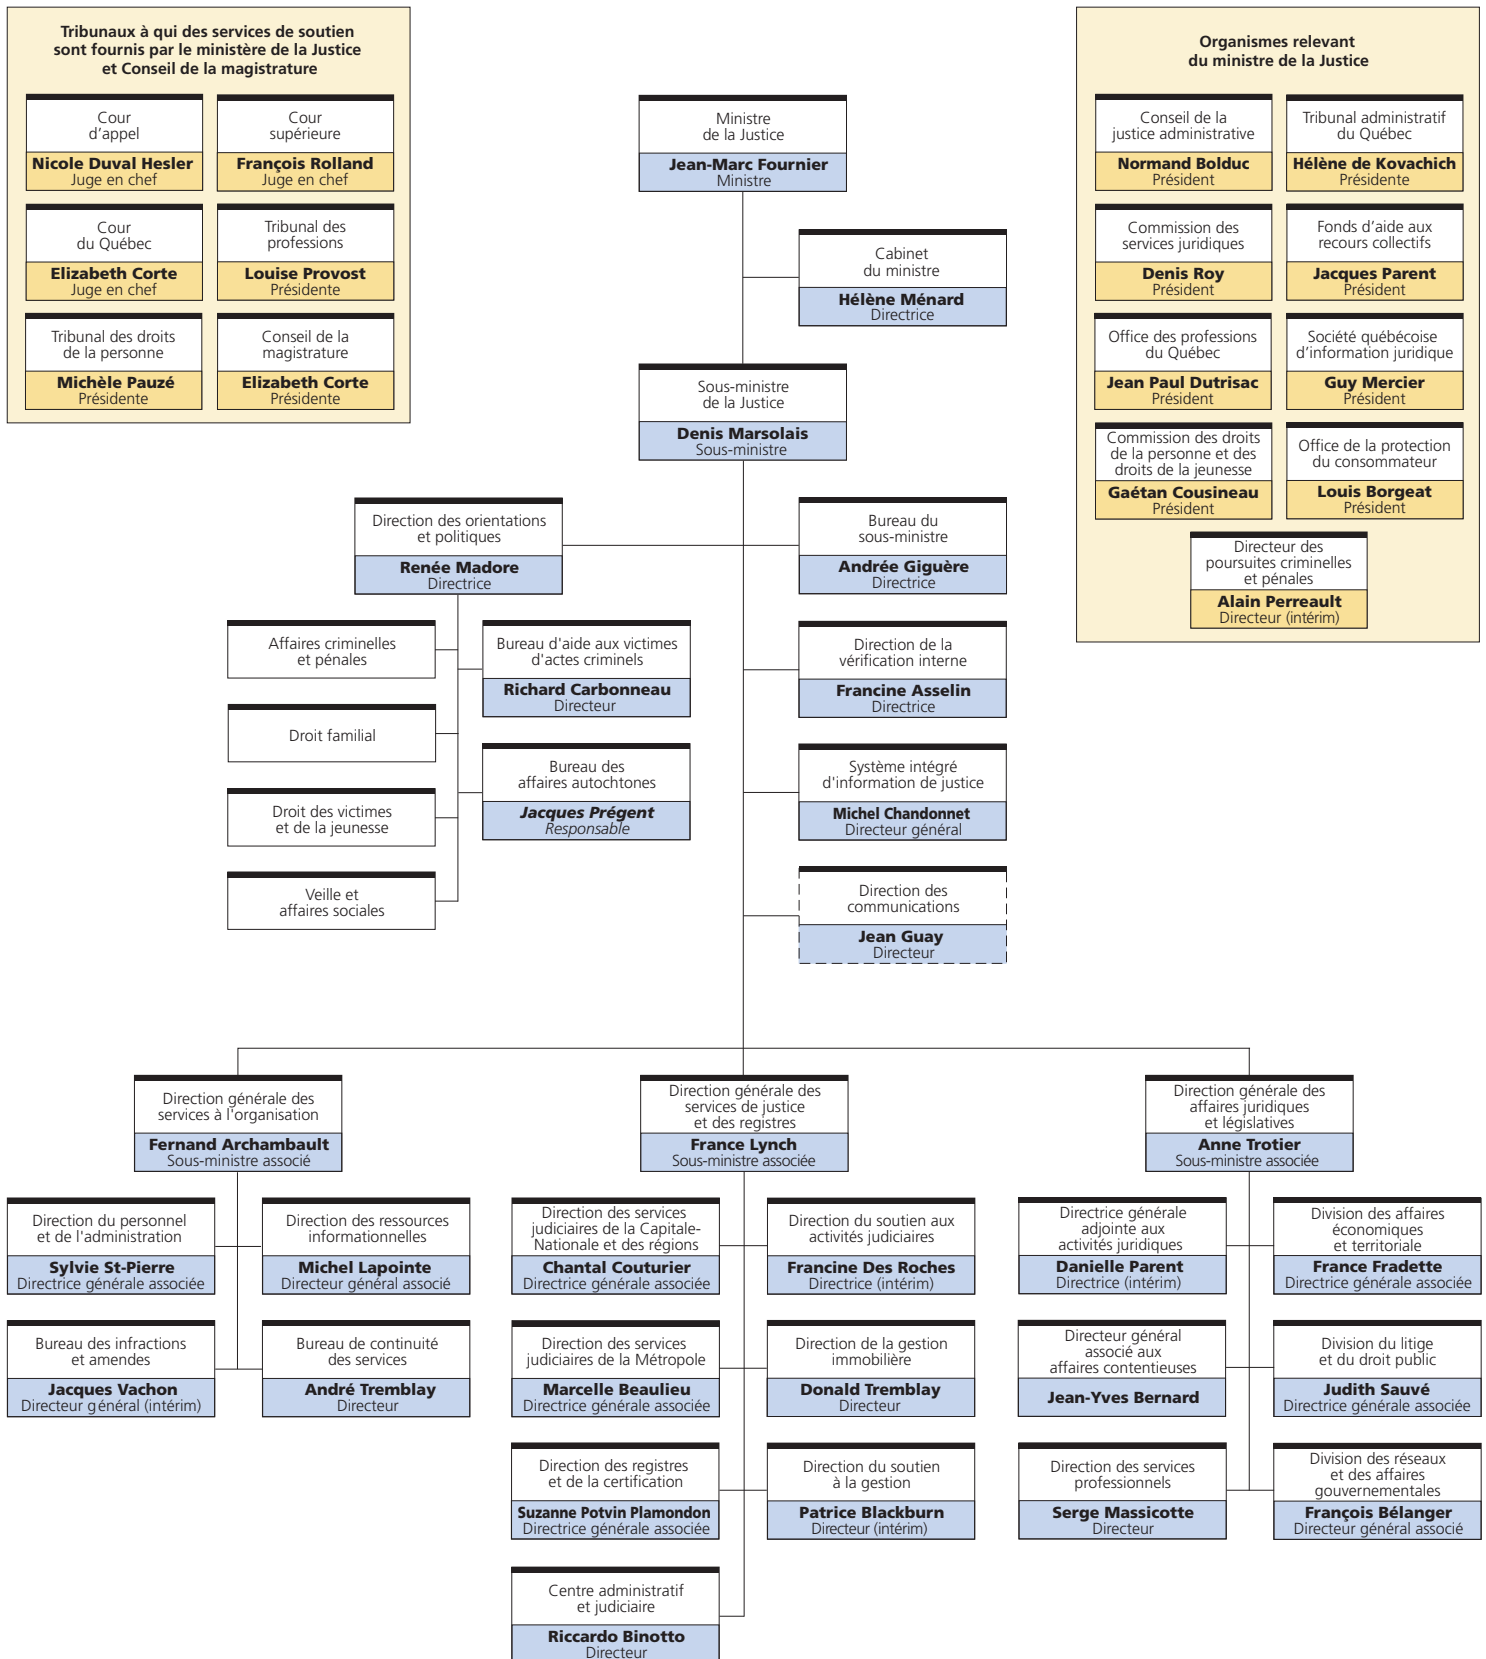 Tribunaux à qui des services de soutien
sont fournis par le ministère de la Justice
et Conseil de la magistrature
Cour
d'appel
Nicole Duval Hesler
Juge en chef
Cour
supérieure
François Rolland
Juge en chef
Cour
du Québec
Elizabeth Corte
Juge en chef
Tribunal des
professions
Louise Provost
Présidente
Tribunal des droits
de la personne
Michèle Pauzé
Présidente
Conseil de la
magistrature
Elizabeth Corte
Présidente
Ministre
de la Justice
Jean-Marc Fournier
Ministre
Cabinet
du ministre
Hélène Ménard
Directrice
Sous-ministre
de la Justice
Denis Marsolais
Sous-ministre
Organismes relevant
du ministre de la Justice
Conseil de la
justice administrative
Normand Bolduc
Président
Tribunal administratif
du Québec
Hélène de Kovachich
Présidente
Commission des
services juridiques
Denis Roy
Président
Fonds d'aide aux
recours collectifs
Jacques Parent
Président
Office des professions
du Québec
Jean Paul Dutrisac
Président
Société québécoise
d'information juridique
Guy Mercier
Président
Commission des droits
de la personne et des
droits de la jeunesse
Gaétan Cousineau
Président
Office de la protection
du consommateur
Louis Borgeat
Président
Directeur des
poursuites criminelles
et pénales
Alain Perreault
Directeur (intérim)
Direction des orientations
et politiques
Renée Madore
Directrice
Bureau du
sous-ministre
Andrée Giguère
Directrice
Affaires criminelles
et pénales
Bureau d'aide aux victimes
d'actes criminels
Richard Carbonneau
Directeur
Direction de la
vérification interne
Francine Asselin
Directrice
Droit familial
Bureau des
affaires autochtones
Jacques Prégent
Responsable
Système intégré
d'information de justice
Michel Chandonnet
Directeur général
Droit des victimes
et de la jeunesse
Veille et
affaires sociales
Direction des
communications
Jean Guay
Directeur
Direction générale des
services à l'organisation
Fernand Archambault
Sous-ministre associé
Direction générale des
services de justice
et des registres
France Lynch
Sous-ministre associée
Direction générale des
affaires juridiques
et législatives
Anne Trotier
Sous-ministre associée
Direction du personnel
et de l'administration
Sylvie St-Pierre
Directrice générale associée
Direction des ressources
informationnelles
Michel Lapointe
Directeur général associé
Direction des services
judiciaires de la Capitale-
Nationale et des régions
Chantal Couturier
Directrice générale associée
Direction du soutien aux
activités judiciaires
Francine Des Roches
Directrice (intérim)
Directrice générale
adjointe aux
activités juridiques
Danielle Parent
Directrice (intérim)
Division des affaires
économiques
et territoriale
France Fradette
Directrice générale associée
Bureau des infractions
et amendes
Jacques Vachon
Directeur général (intérim)
Bureau de continuité
des services
André Tremblay
Directeur
Direction des services
judiciaires de la Métropole
Marcelle Beaulieu
Directrice générale associée
Direction de la gestion
immobilière
Donald Tremblay
Directeur
Directeur général
associé aux
affaires contentieuses
Jean-Yves Bernard
Division du litige
et du droit public
Judith Sauvé
Directrice générale associée
Direction des registres
et de la certification
Suzanne Potvin Plamondon
Directrice générale associée
Direction du soutien
à la gestion
Patrice Blackburn
Directeur (intérim)
Direction des services
professionnels
Serge Massicotte
Directeur
Division des réseaux
et des affaires
gouvernementales
François Bélanger
Directeur général associé
Centre administratif
et judiciaire
Riccardo Binotto
Directeur